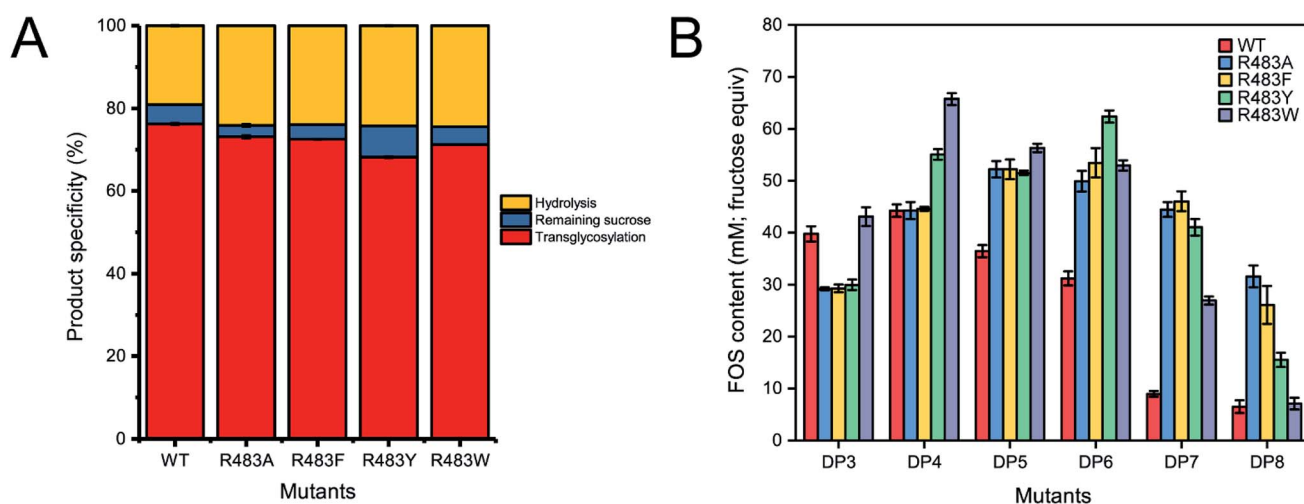 A
Product specificity (%)
100
80
60
40
20
0
WT R483A R483F R483Y R483W
Mutants
Hydrolysis
Remaining sucrose
Transglycosylation
B
FOS content (mM; fructose equiv)
80
70
60
50
40
30
20
10
0
DP3 DP4 DP5 DP6 DP7 DP8
Mutants
WT
R483A
R483F
R483Y
R483W